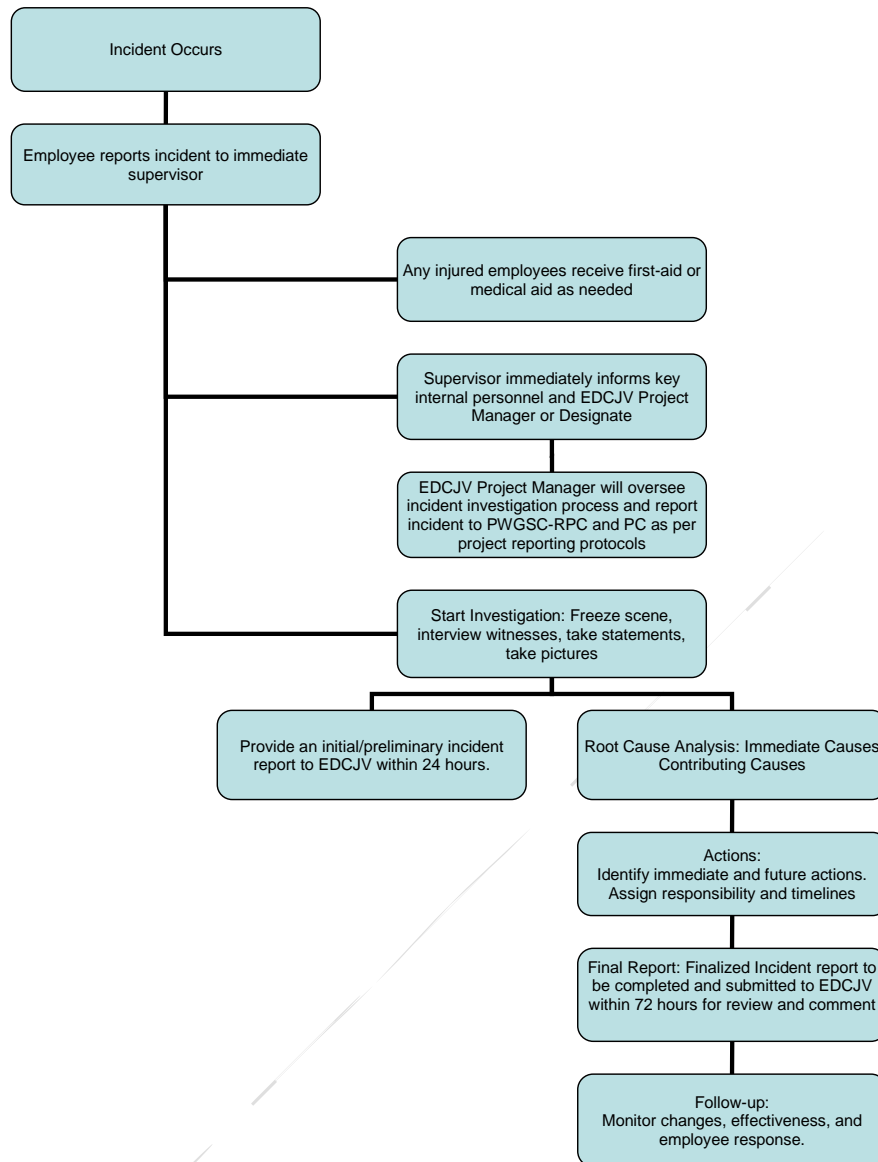 Incident Occurs
Employee reports incident to immediate
supervisor
Any injured employees receive first-aid or
medical aid as needed
Supervisor immediately informs key
internal personnel and EDCJV Project
Manager or Designate
EDCJV Project Manager will oversee
incident investigation process and report
incident to PWGSC-RPC and PC as per
project reporting protocols
Start Investigation: Freeze scene,
interview witnesses, take statements,
take pictures
Provide an initial/preliminary incident
report to EDCJV within 24 hours.
Root Cause Analysis: Immediate Causes
Contributing Causes
Actions:
Identify immediate and future actions.
Assign responsibility and timelines
Final Report: Finalized Incident report to
be completed and submitted to EDCJV
within 72 hours for review and comment
Follow-up:
Monitor changes, effectiveness, and
employee response.